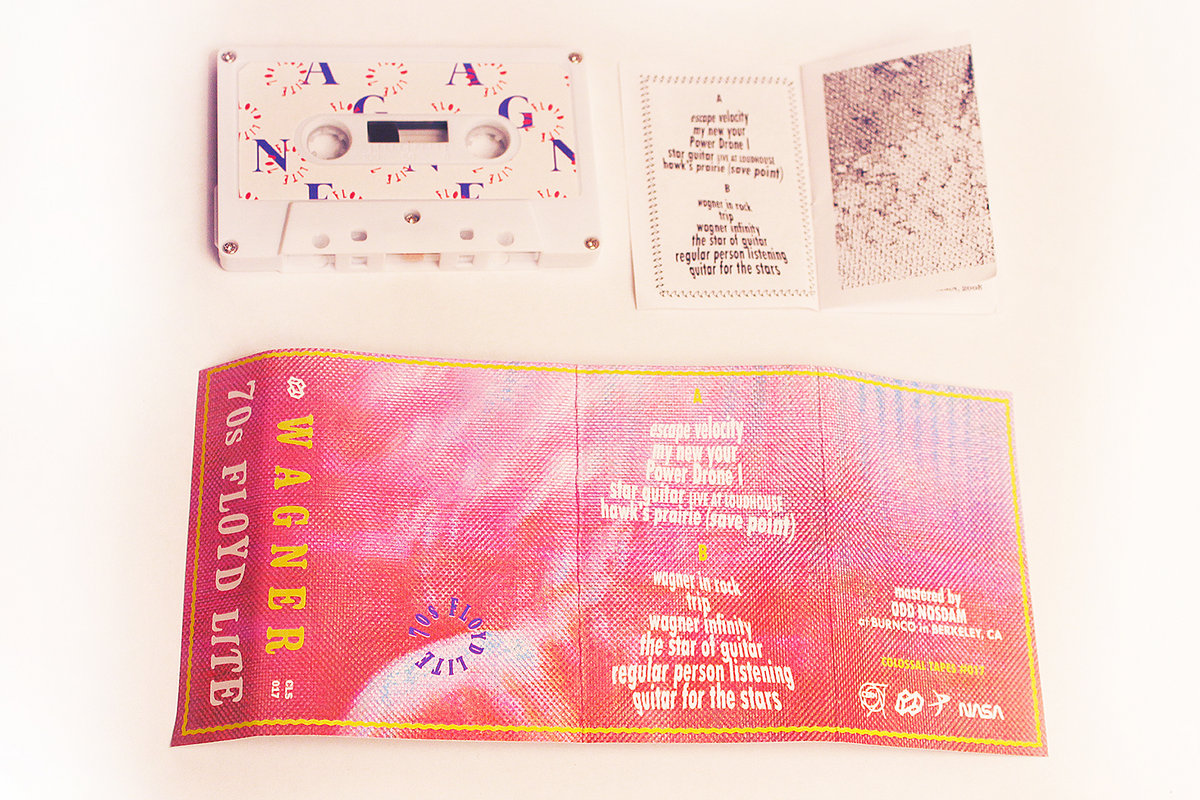 A
A
G
G
N
N
E
E
A
escape velocity
my new your
Power Drone I
star guitar LIVE AT LOUDHOUSE
hawk's prairie (save point)
B
wagner in rock
trip
wagner infinity
the star of guitar
regular person listening
guitar for the stars
WAGNER
CLS
017
70s FLOYD LITE
70s FLOYD LITE
A
escape velocity
my new your
Power Drone I
star guitar LIVE AT LOUDHOUSE
hawk's prairie (save point)
B
wagner in rock
trip
wagner infinity
the star of guitar
regular person listening
guitar for the stars
mastered by
ODD NOSDAM
at BURNCO in BERKELEY, CA
COLOSSAL TAPES #017
NASA